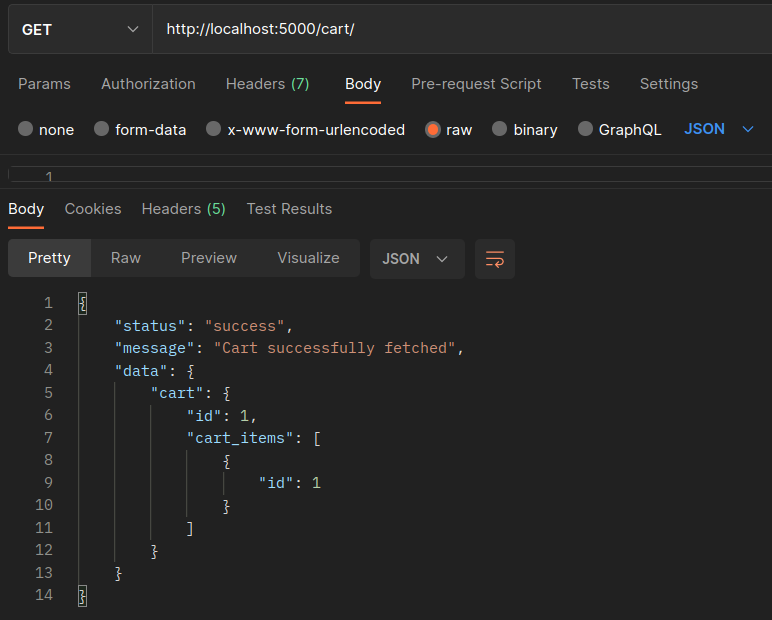 GET http://localhost:5000/cart/
Params Authorization Headers (7) Body Pre-request Script Tests Settings
none form-data x-www-form-urlencoded raw binary GraphQL JSON
1
Body Cookies Headers (5) Test Results
Pretty Raw Preview Visualize JSON
1 {
2 "status": "success",
3 "message": "Cart successfully fetched",
4 "data": {
5 "cart": {
6 "id": 1,
7 "cart_items": [
8 {
9 "id": 1
10 }
11 ]
12 }
13 }
14 }